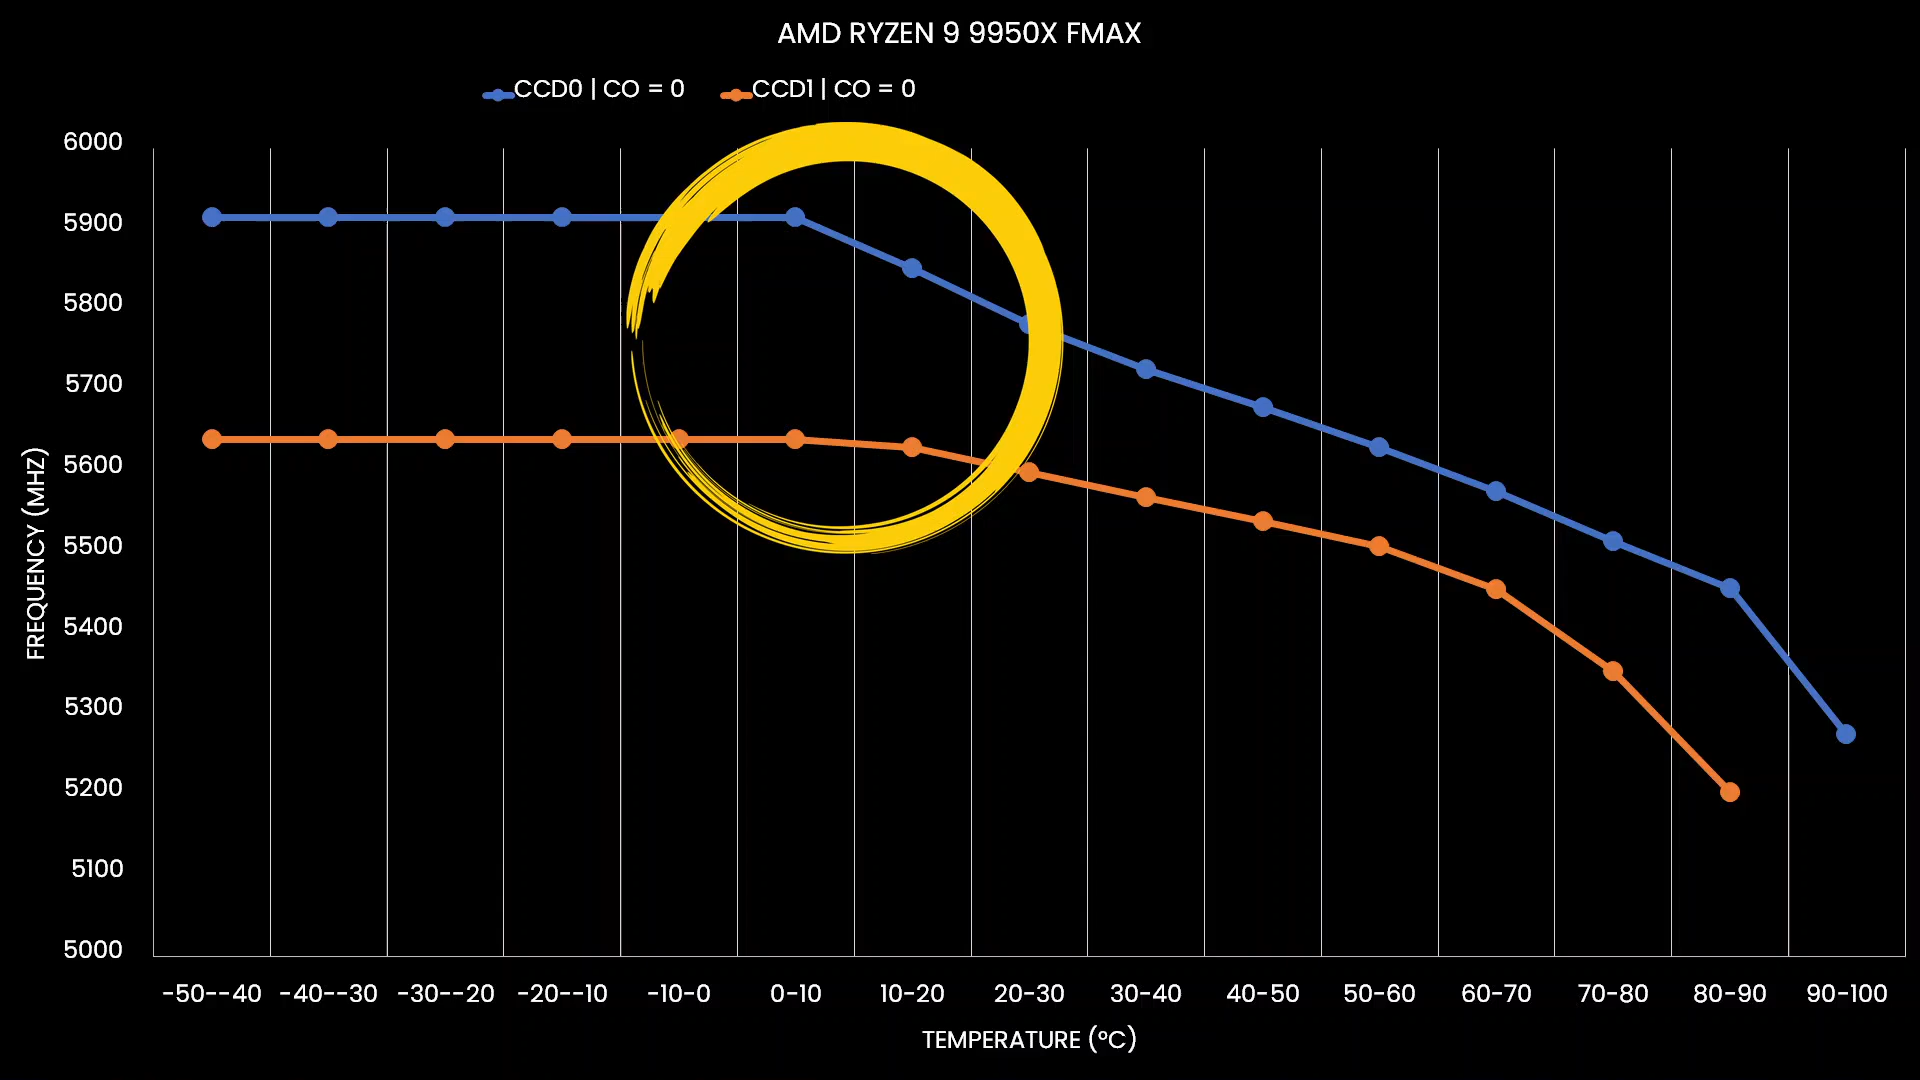 AMD RYZEN 9 9950X FMAX
CCD0 | CO = 0
CCD1 | CO = 0
6000
5900
5800
5700
5600
5500
5400
5300
5200
5100
5000
FREQUENCY (MHZ)
-50--40 -40--30 -30--20 -20--10 -10-0 0-10 10-20 20-30 30-40 40-50 50-60 60-70 70-80 80-90 90-100
TEMPERATURE (°C)